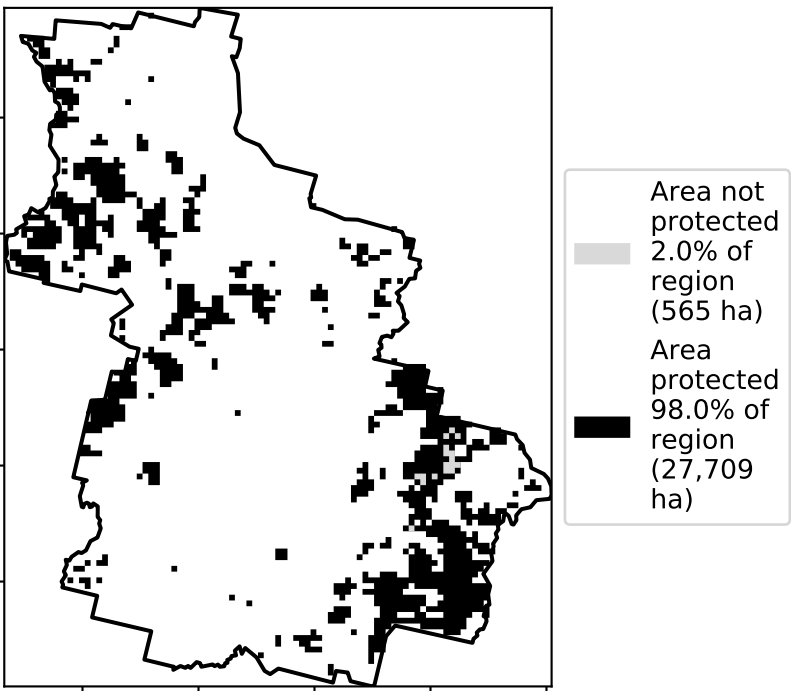 Area not
protected
2.0% of
region
(565 ha)
Area
protected
98.0% of
region
(27,709
ha)